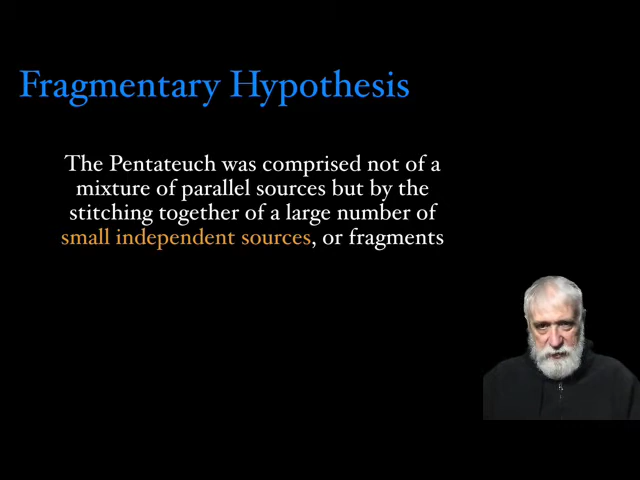 Fragmentary Hypothesis
The Pentateuch was comprised not of a
mixture of parallel sources but by the
stitching together of a large number of
small independent sources, or fragments